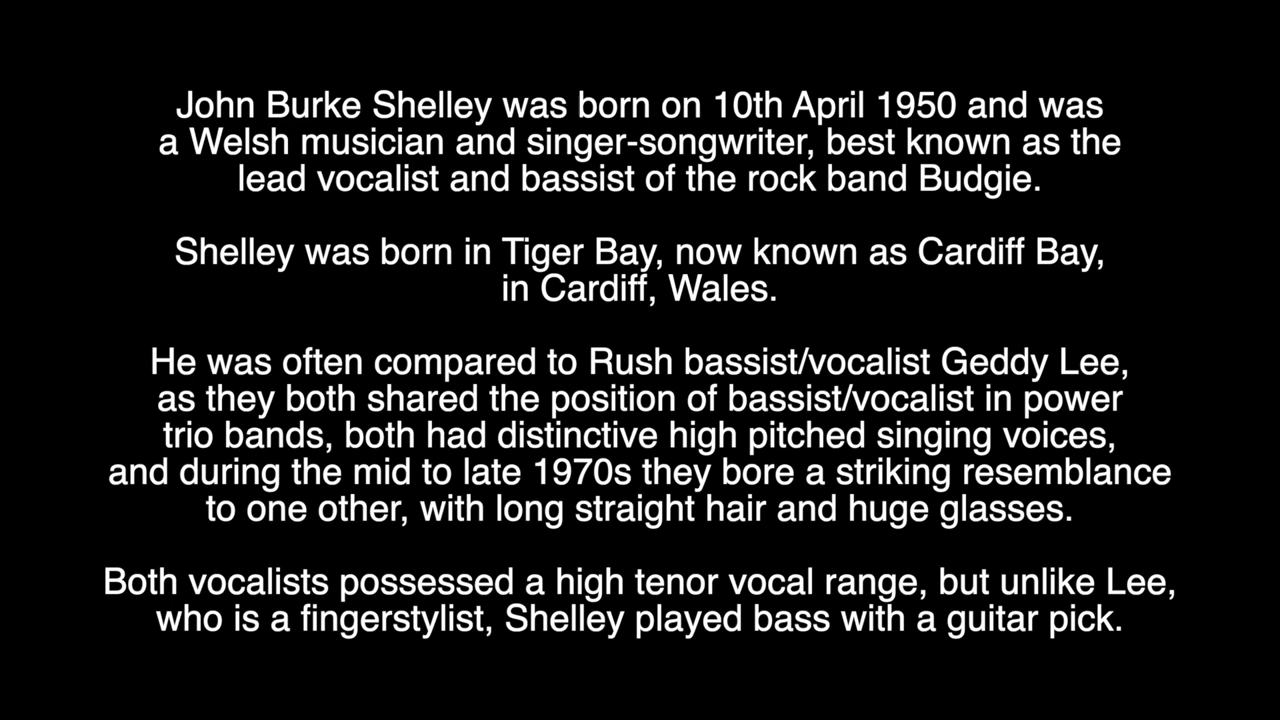 John Burke Shelley was born on 10th April 1950 and was
a Welsh musician and singer-songwriter, best known as the
lead vocalist and bassist of the rock band Budgie.
Shelley was born in Tiger Bay, now known as Cardiff Bay,
in Cardiff, Wales.
He was often compared to Rush bassist/vocalist Geddy Lee,
as they both shared the position of bassist/vocalist in power
trio bands, both had distinctive high pitched singing voices,
and during the mid to late 1970s they bore a striking resemblance
to one other, with long straight hair and huge glasses.
Both vocalists possessed a high tenor vocal range, but unlike Lee,
who is a fingerstylist, Shelley played bass with a guitar pick.